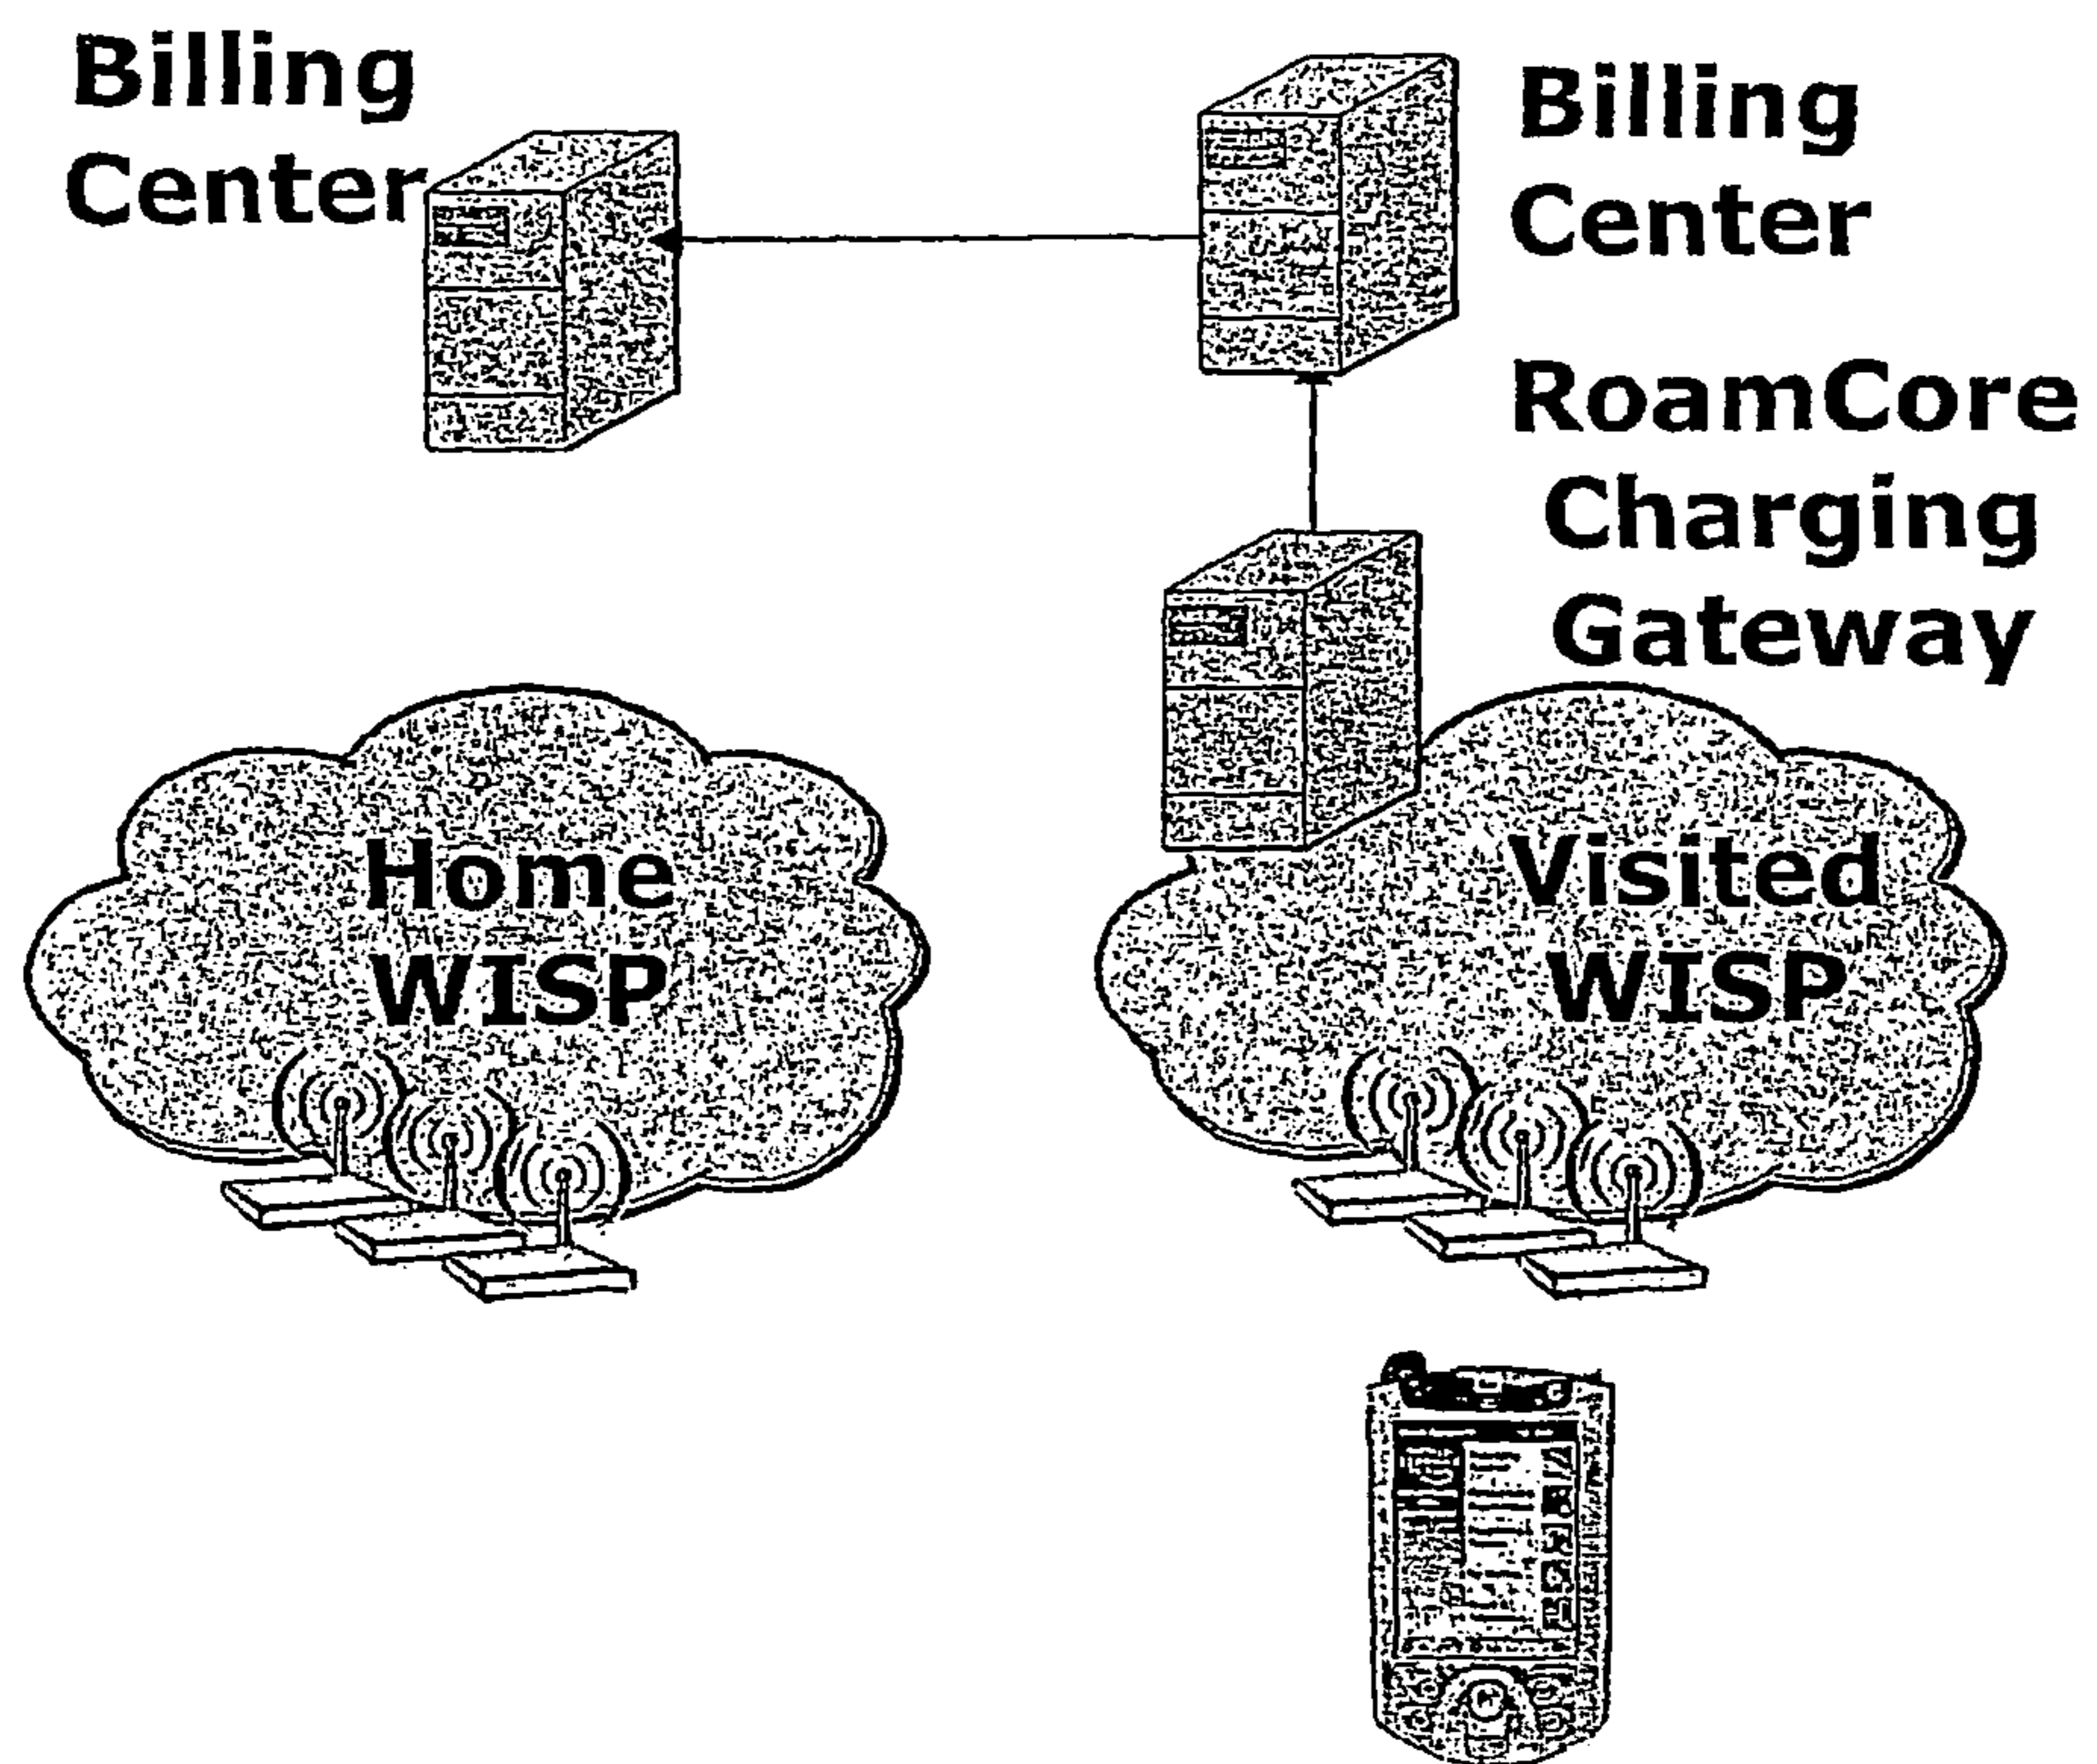 Billing
Center
Billing
Center
RoamCore
Charging
Gateway
Home
WISP
Visited
WISP